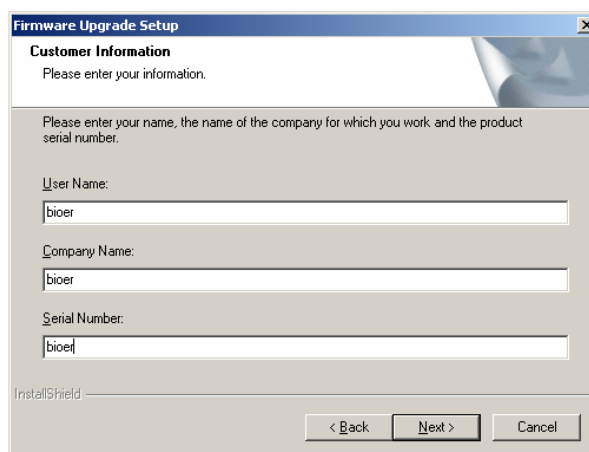 Firmware Upgrade Setup
Customer Information
Please enter your information.
Please enter your name, the name of the company for which you work and the product
serial number.
User Name:
bioer
Company Name:
bioer
Serial Number:
bioer
InstallShield
< Back
Next >
Cancel